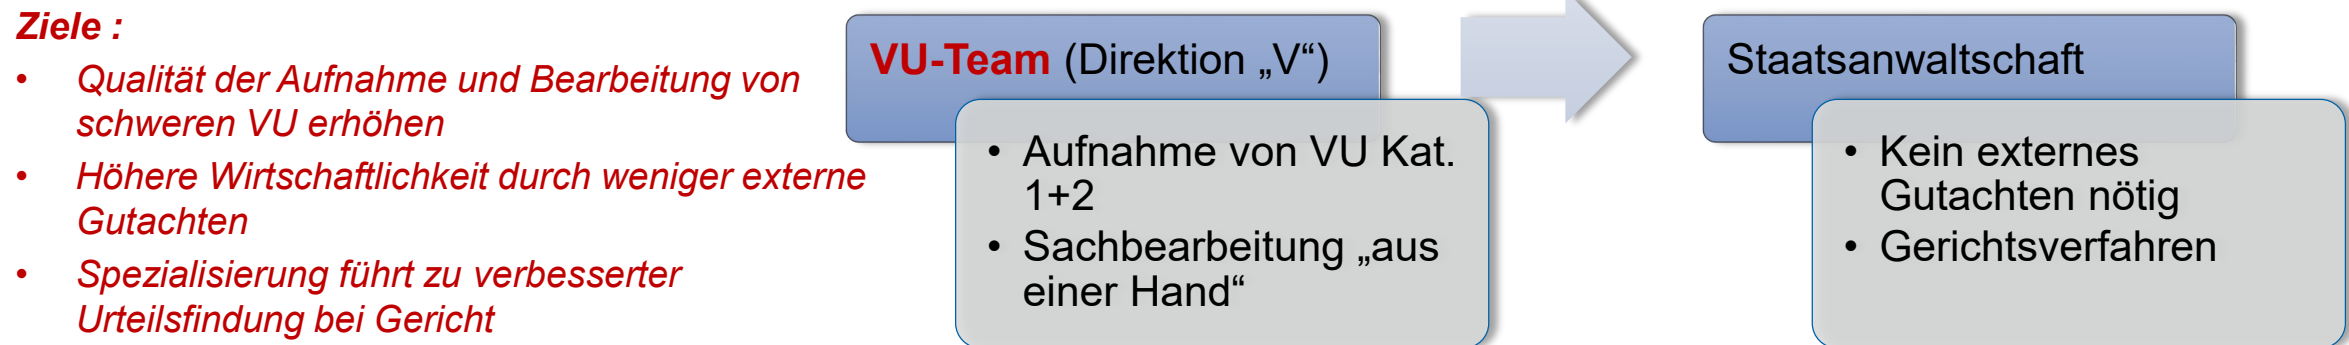 Ziele :
• Qualität der Aufnahme und Bearbeitung von
schweren VU erhöhen
• Höhere Wirtschaftlichkeit durch weniger externe
Gutachten
• Spezialisierung führt zu verbesserter
Urteilsfindung bei Gericht
VU-Team (Direktion „V“)
• Aufnahme von VU Kat.
1+2
• Sachbearbeitung „aus
einer Hand“
Staatsanwaltschaft
• Kein externes
Gutachten nötig
• Gerichtsverfahren